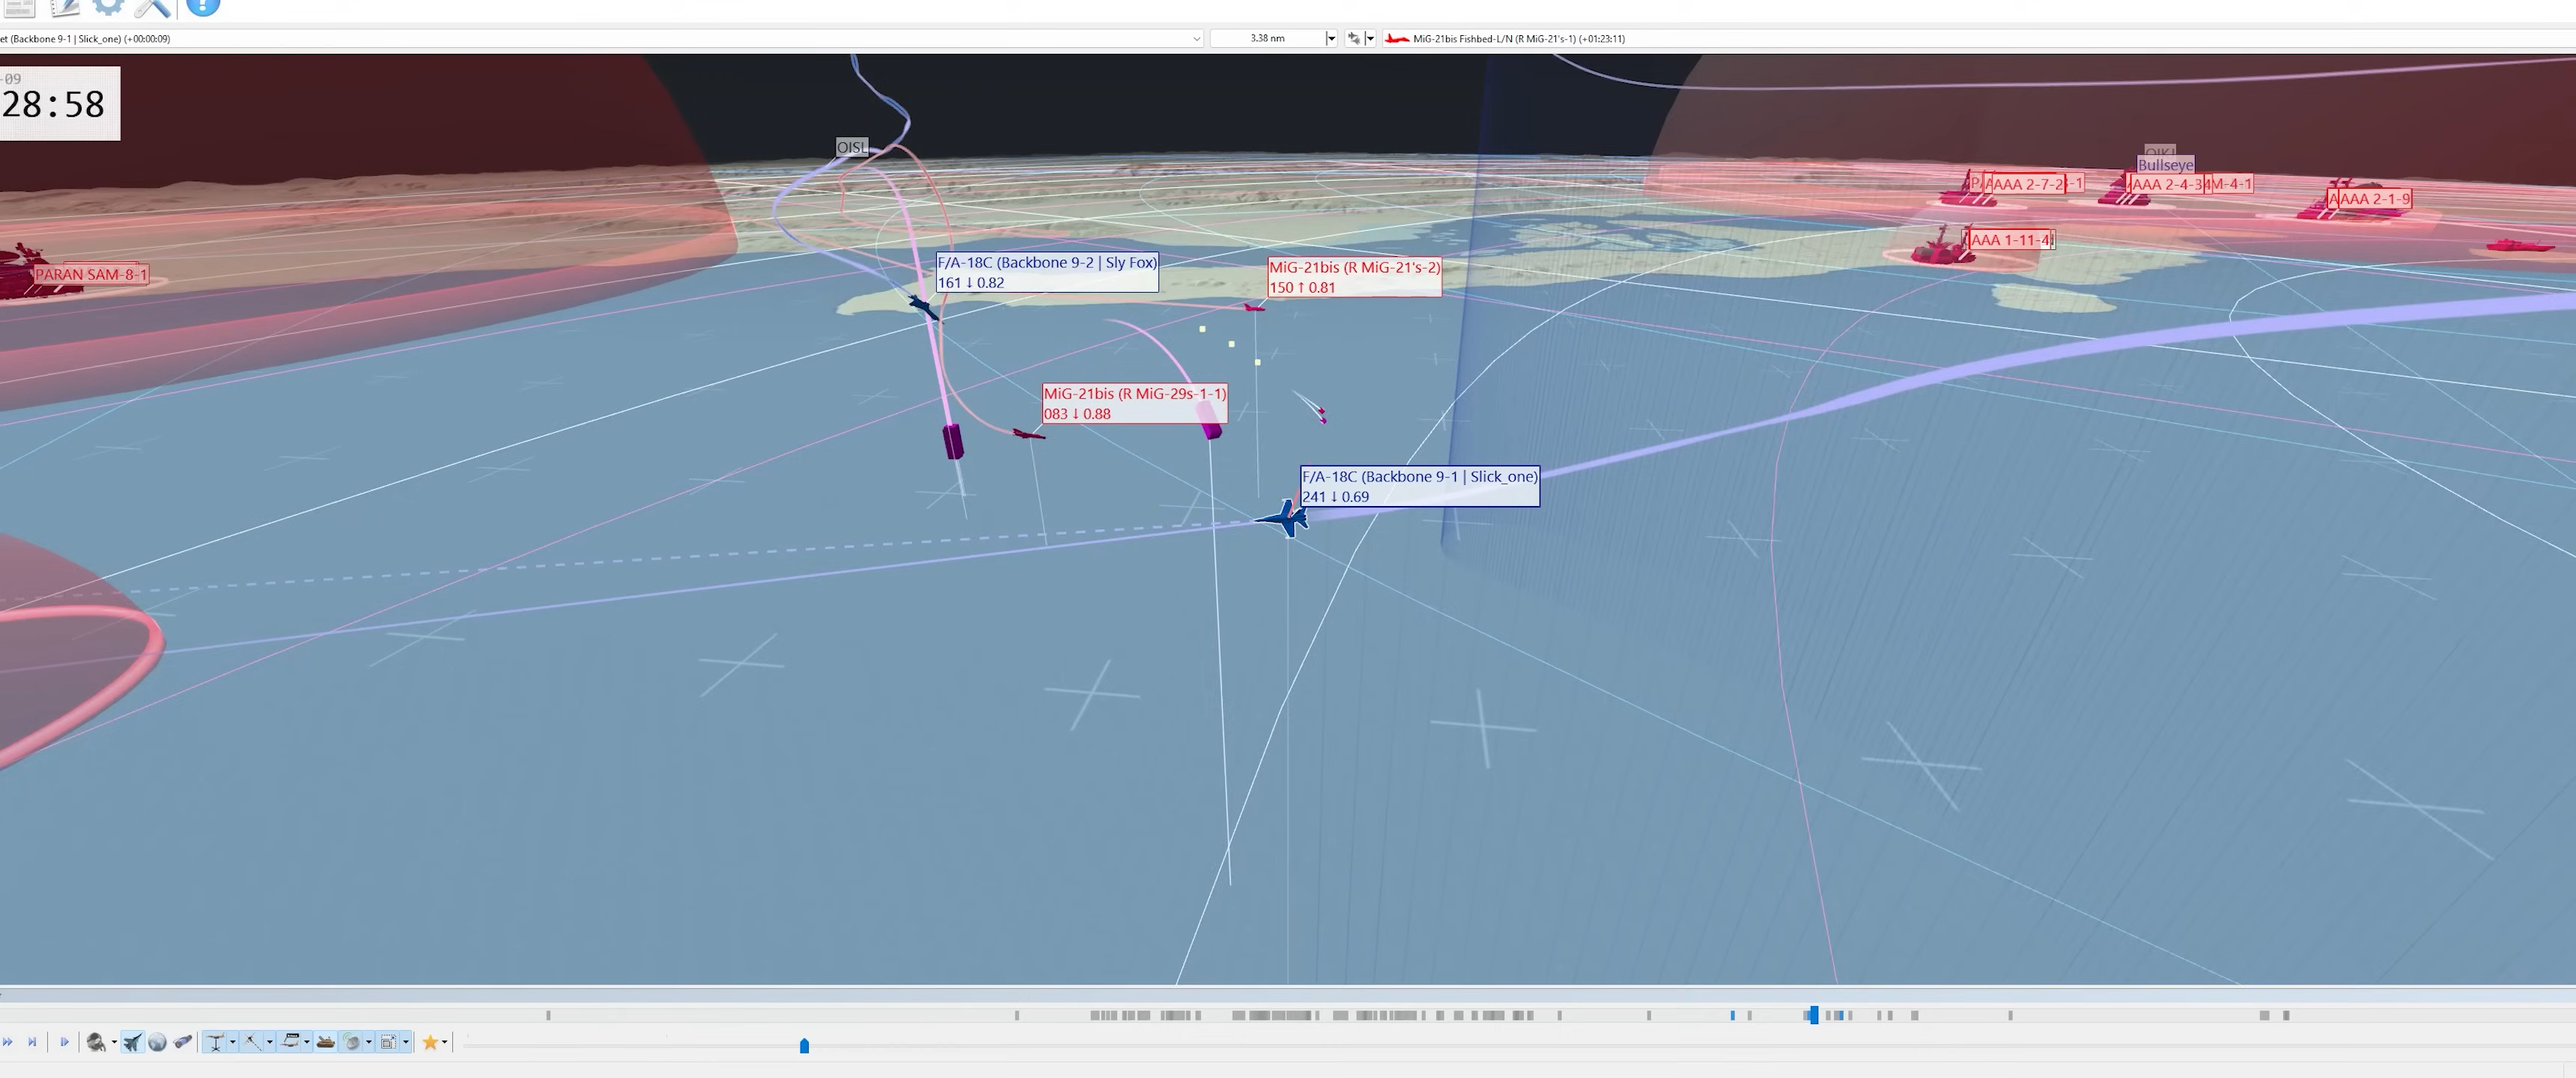 et (Backbone 9-1 | Slick_one) (+00:00:09)
3.38 nm
MiG-21bis Fishbed-L/N (R MiG-21's-1) (+01:23:11)
-09
28:58
OISL
Bullseye
AAA 2-7-2
-1
AAA 2-4-3
M-4-1
AAA 2-1-9
AAA 1-11-4
PARAN SAM-8-1
F/A-18C (Backbone 9-2 | Sly Fox)
161 ↓ 0.82
MiG-21bis (R MiG-21's-2)
150 ↑ 0.81
MiG-21bis (R MiG-29s-1-1)
083 ↓ 0.88
F/A-18C (Backbone 9-1 | Slick_one)
241 ↓ 0.69